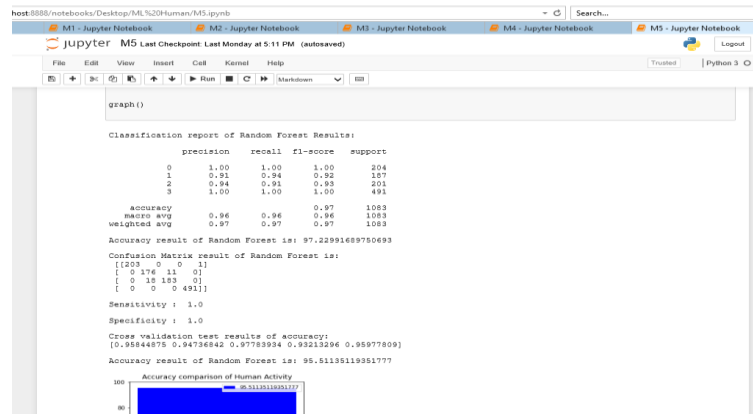 host:8888/notebooks/Desktop/ML%20Human/M5.ipynb
Search...
M1 - Jupyter Notebook
M2 - Jupyter Notebook
M3 - Jupyter Notebook
M4 - Jupyter Notebook
M5 - Jupyter Notebook
jupyter M5 Last Checkpoint: Last Monday at 5:11 PM (autosaved)
Logout
File Edit View Insert Cell Kernel Help
Trusted Python 3
Run Markdown
graph()
Classification report of Random Forest Results:
precision recall f1-score support
0 1.00 1.00 1.00 204
1 0.91 0.94 0.92 187
2 0.94 0.91 0.93 201
3 1.00 1.00 1.00 491
accuracy 0.97 1083
macro avg 0.96 0.96 0.96 1083
weighted avg 0.97 0.97 0.97 1083
Accuracy result of Random Forest is: 97.22991689750693
Confusion Matrix result of Random Forest is:
[[203 0 0 1]
[ 0 176 11 0]
[ 0 18 183 0]
[ 0 0 0 491]]
Sensitivity : 1.0
Specificity : 1.0
Cross validation test results of accuracy:
[0.95844875 0.94736842 0.97783934 0.93213296 0.95977809]
Accuracy result of Random Forest is: 95.51135119351777
Accuracy comparison of Human Activity
100
95.51135119351777
80